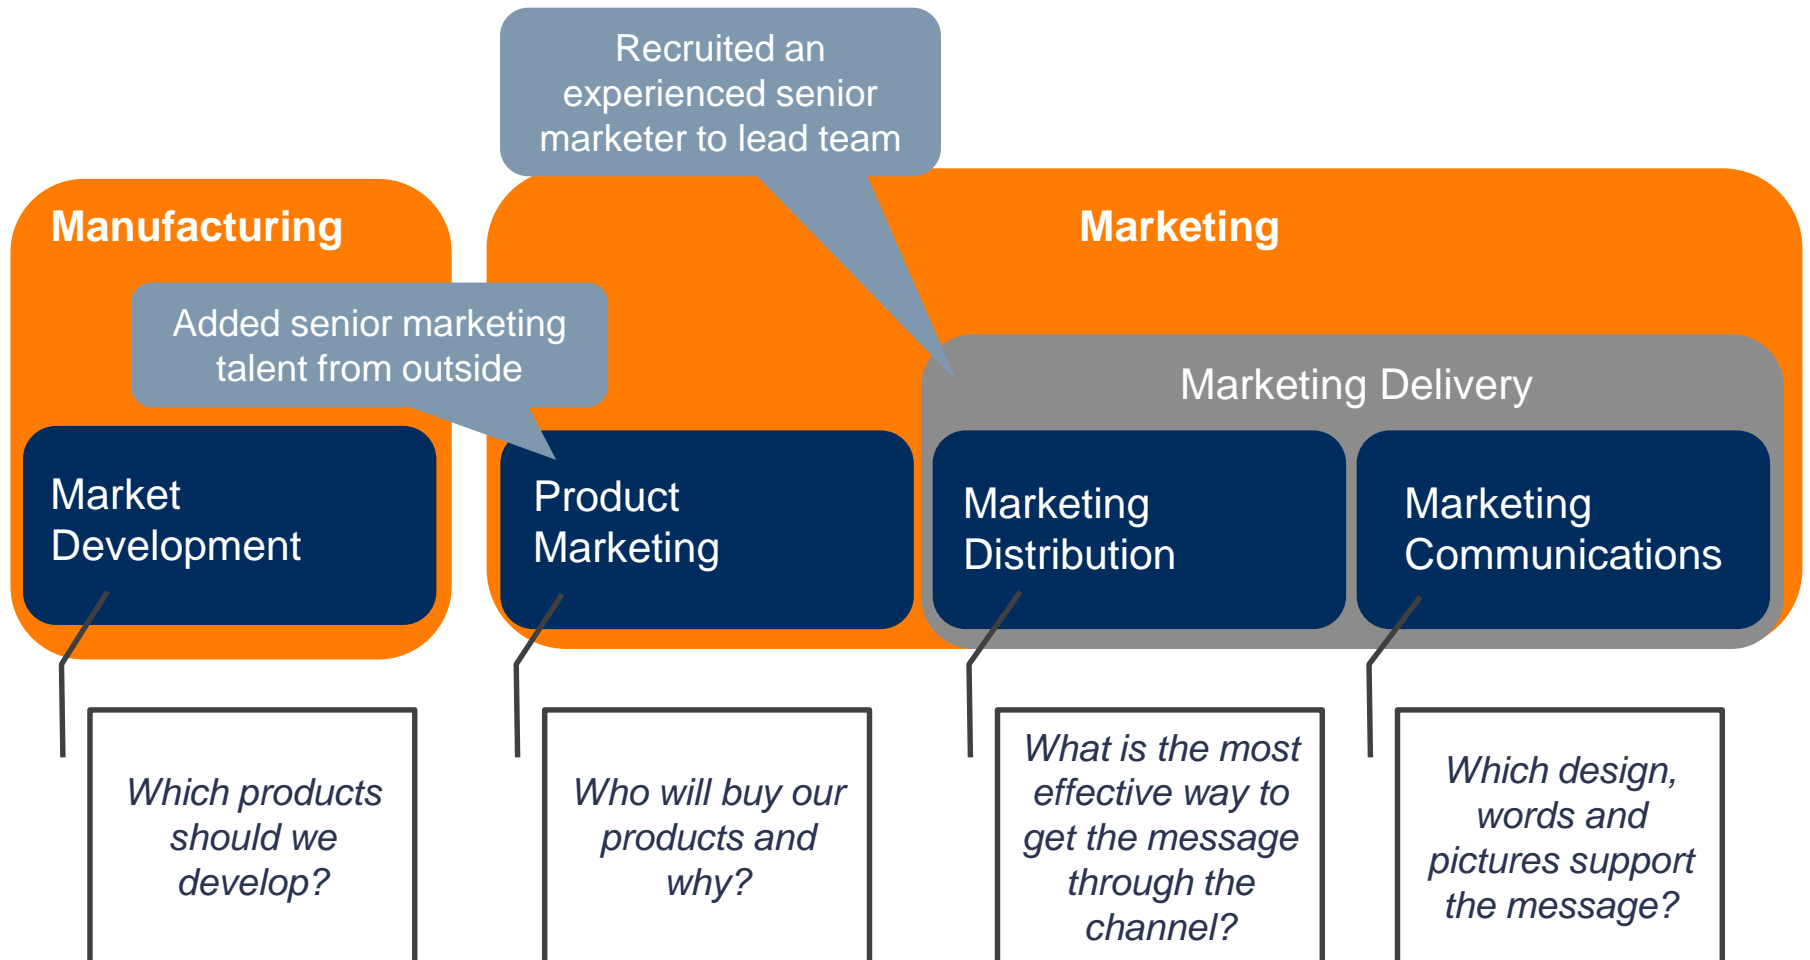 Recruited an
experienced senior
marketer to lead team
Manufacturing
Marketing
Added senior marketing
talent from outside
Marketing Delivery
Market
Development
Product
Marketing
Marketing
Distribution
Marketing
Communications
Which products
should we
develop?
Who will buy our
products and
why?
What is the most
effective way to
get the message
through the
channel?
Which design,
words and
pictures support
the message?